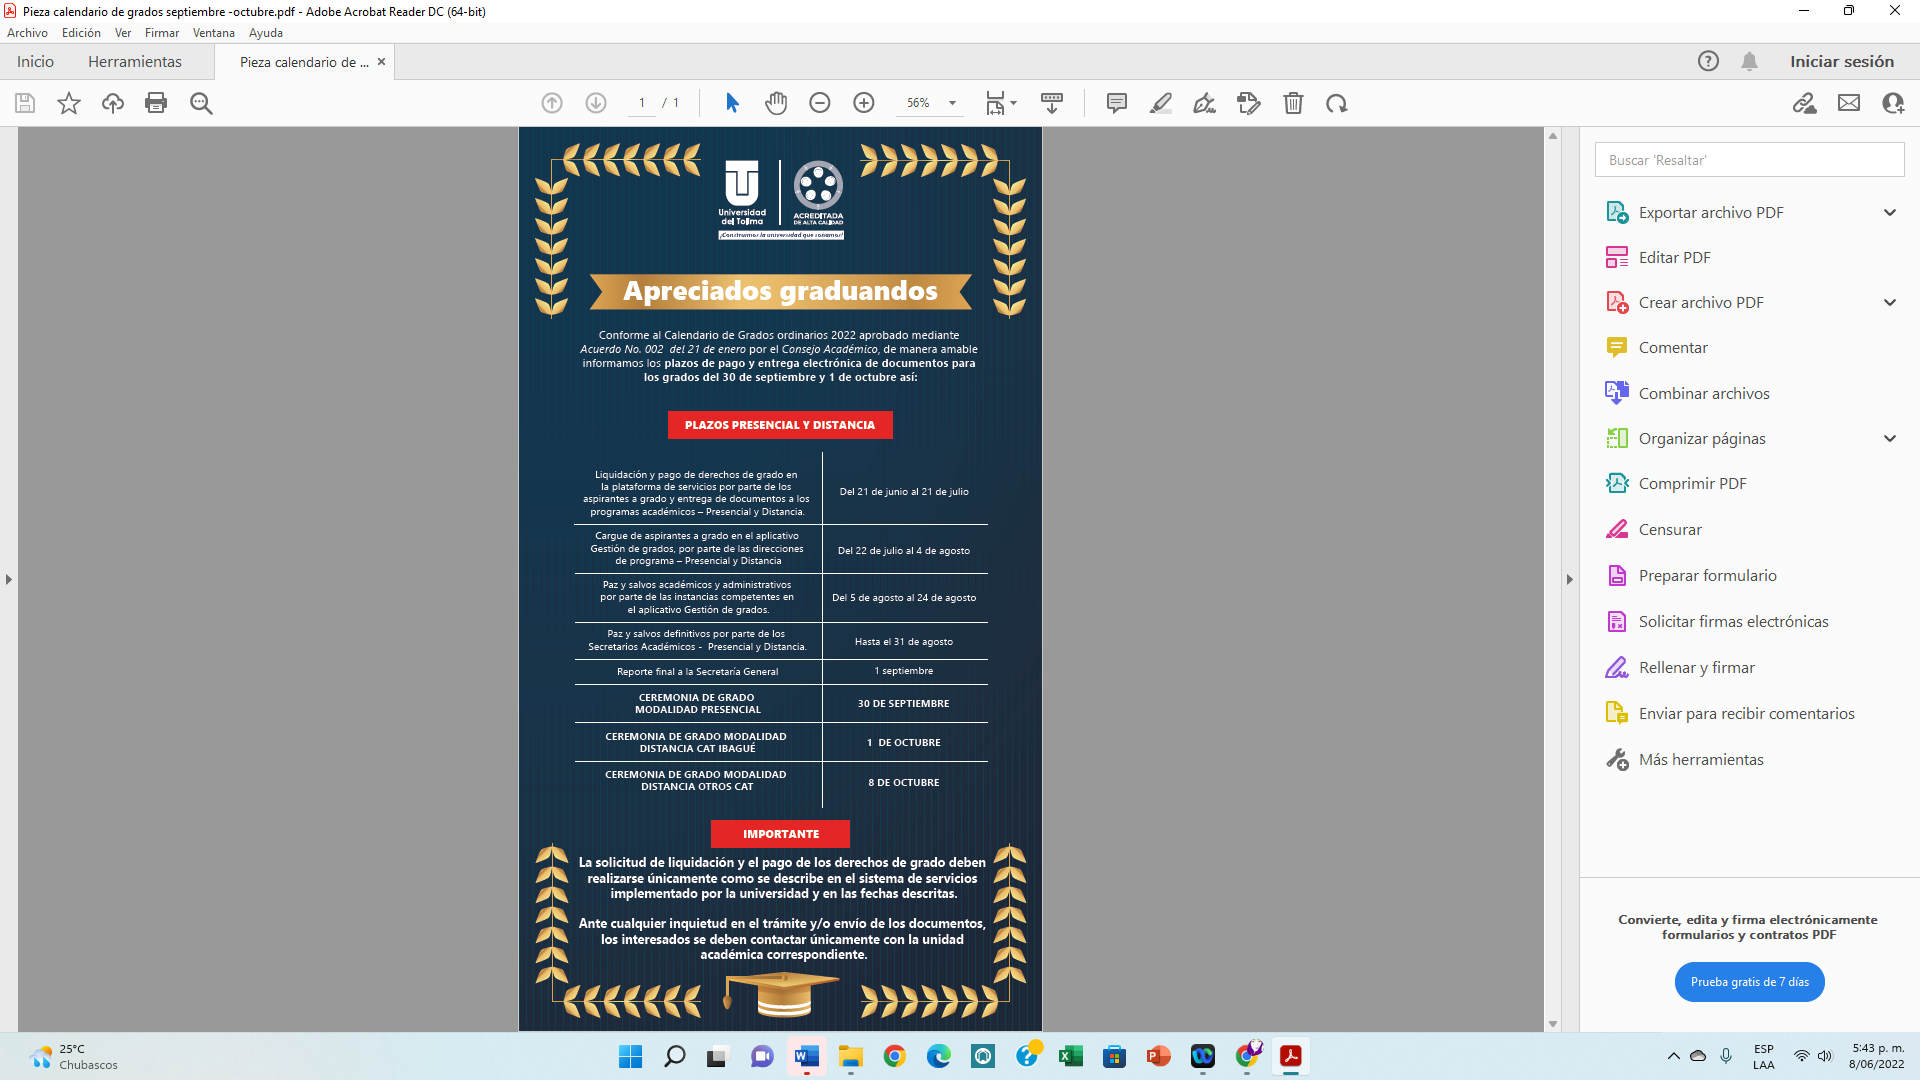 Pieza calendario de grados septiembre -octubre.pdf - Adobe Acrobat Reader DC (64-bit)
Archivo Edición Ver Firmar Ventana Ayuda
Inicio Herramientas Pieza calendario de ... Iniciar sesión
1 / 1 56%
Universidad
del Tolima
ACREDITADA
DE ALTA CALIDAD
¡Construimos la universidad que soñamos!
Apreciados graduandos
Conforme al Calendario de Grados ordinarios 2022 aprobado mediante
Acuerdo No. 002 del 21 de enero por el Consejo Académico, de manera amable
informamos los plazos de pago y entrega electrónica de documentos para
los grados del 30 de septiembre y 1 de octubre así:
PLAZOS PRESENCIAL Y DISTANCIA
Liquidación y pago de derechos de grado en
la plataforma de servicios por parte de los
aspirantes a grado y entrega de documentos a los
programas académicos – Presencial y Distancia.
Del 21 de junio al 21 de julio
Cargue de aspirantes a grado en el aplicativo
Gestión de grados, por parte de las direcciones
de programa – Presencial y Distancia
Del 22 de julio al 4 de agosto
Paz y salvos académicos y administrativos
por parte de las instancias competentes en
el aplicativo Gestión de grados.
Del 5 de agosto al 24 de agosto
Paz y salvos definitivos por parte de los
Secretarios Académicos - Presencial y Distancia.
Hasta el 31 de agosto
Reporte final a la Secretaría General
1 septiembre
CEREMONIA DE GRADO
MODALIDAD PRESENCIAL
30 DE SEPTIEMBRE
CEREMONIA DE GRADO MODALIDAD
DISTANCIA CAT IBAGUÉ
1 DE OCTUBRE
CEREMONIA DE GRADO MODALIDAD
DISTANCIA OTROS CAT
8 DE OCTUBRE
IMPORTANTE
La solicitud de liquidación y el pago de los derechos de grado deben
realizarse únicamente como se describe en el sistema de servicios
implementado por la universidad y en las fechas descritas.
Ante cualquier inquietud en el trámite y/o envío de los documentos,
los interesados se deben contactar únicamente con la unidad
académica correspondiente.
Buscar 'Resaltar'
Exportar archivo PDF
Editar PDF
Crear archivo PDF
Comentar
Combinar archivos
Organizar páginas
Comprimir PDF
Censurar
Preparar formulario
Solicitar firmas electrónicas
Rellenar y firmar
Enviar para recibir comentarios
Más herramientas
Convierte, edita y firma electrónicamente
formularios y contratos PDF
Prueba gratis de 7 días
25°C
Chubascos
ESP
LAA
5:43 p. m.
8/06/2022